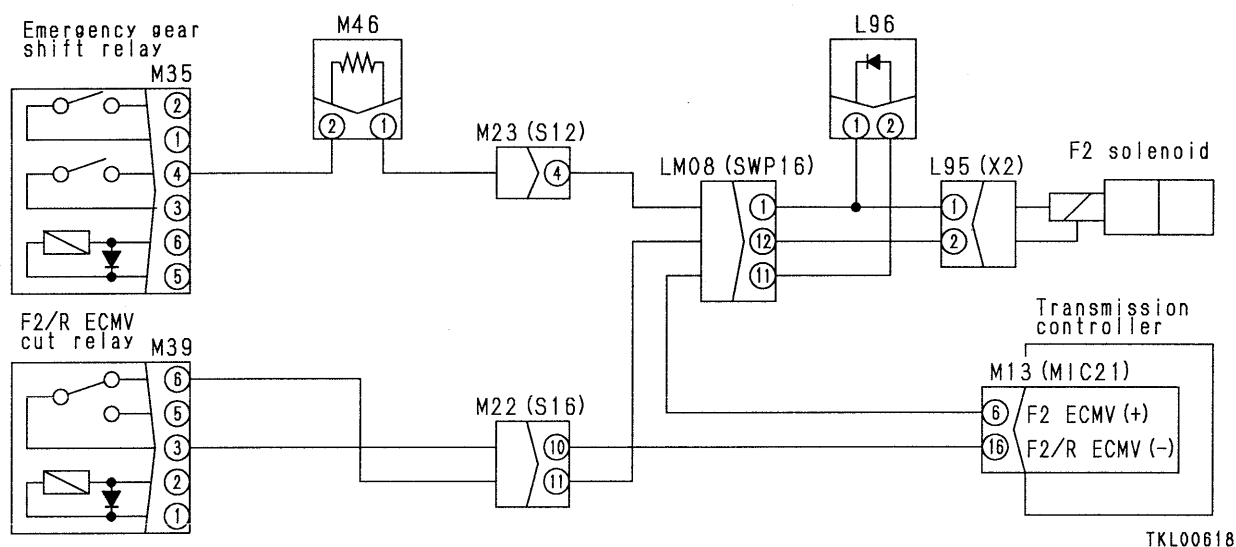 Emergency gear
shift relay
M35
2
1
4
3
6
5
M46
2 1
M23 (S12)
4
L96
1 2
LM08 (SWP16)
1
12
11
L95 (X2)
1
2
F2 solenoid
F2/R ECMV
cut relay
M39
6
5
3
2
1
M22 (S16)
10
11
Transmission
controller
M13 (MIC21)
6 F2 ECMV (+)
16 F2/R ECMV (-)
TKL00618